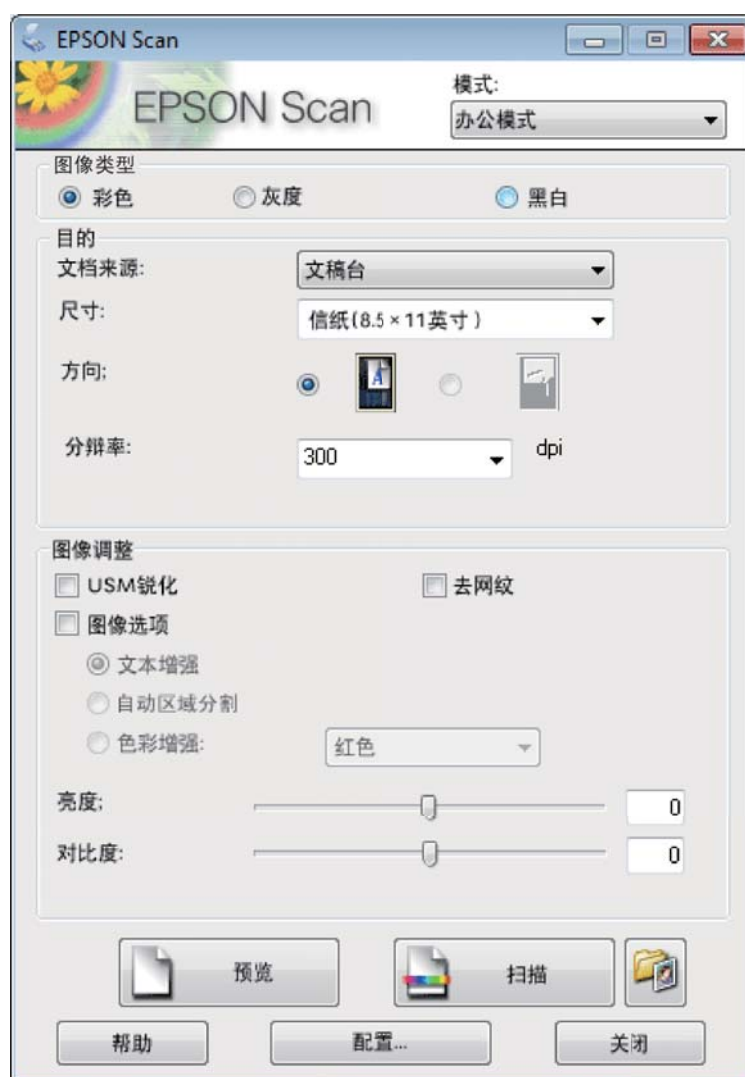 EPSON Scan
EPSON Scan
模式:
办公模式
图像类型
彩色 灰度 黑白
目的
文档来源: 文稿台
尺寸: 信纸(8.5×11英寸)
方向;
分辩率: 300 dpi
图像调整
USM锐化 去网纹
图像选项
文本增强
自动区域分割
色彩增强: 红色
亮度; 0
对比度: 0
预览 扫描
帮助 配置... 关闭